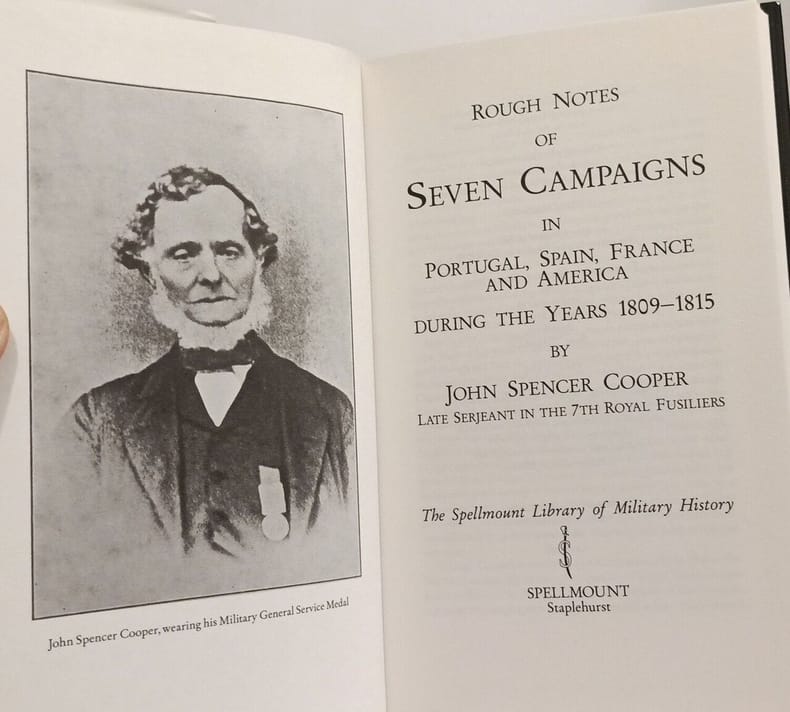 John Spencer Cooper, wearing his Military General Service Medal
ROUGH NOTES
OF
SEVEN CAMPAIGNS
IN
PORTUGAL, SPAIN, FRANCE
AND AMERICA
DURING THE YEARS 1809–1815
BY
JOHN SPENCER COOPER
LATE SERJEANT IN THE 7TH ROYAL FUSILIERS
The Spellmount Library of Military History
SPELLMOUNT
Staplehurst